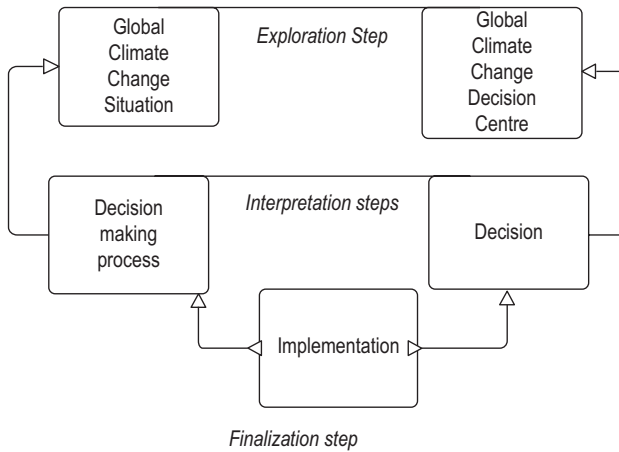 Global
Climate
Change
Situation
Exploration Step
Global
Climate
Change
Decision
Centre
Decision
making
process
Interpretation steps
Decision
Implementation
Finalization step